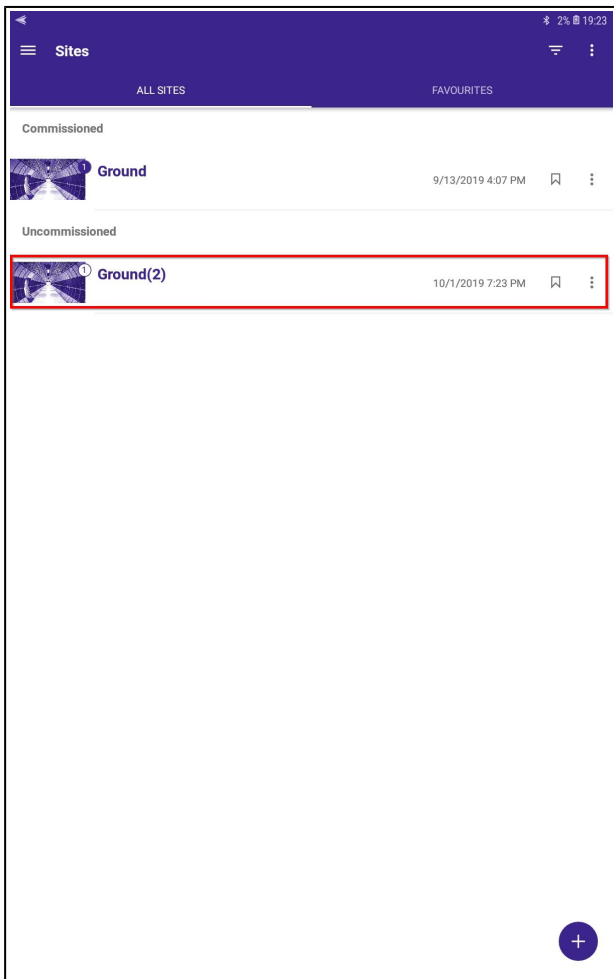 2% 19:23
Sites
ALL SITES FAVOURITES
Commissioned
1 Ground 9/13/2019 4:07 PM
Uncommissioned
1 Ground(2) 10/1/2019 7:23 PM